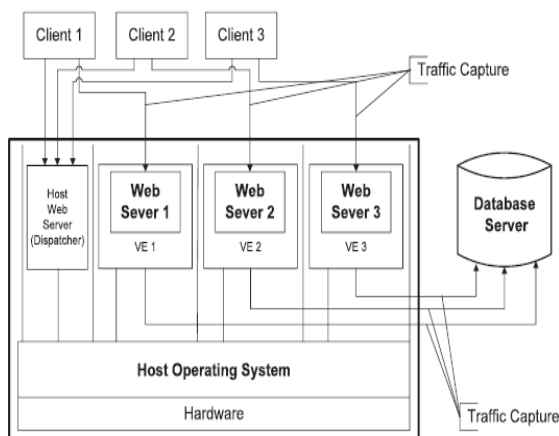 Client 1
Client 2
Client 3
Traffic Capture
Host
Web
Server
(Dispatcher)
Web
Sever 1
VE 1
Web
Sever 2
VE 2
Web
Sever 3
VE 3
Database
Server
Host Operating System
Hardware
Traffic Capture